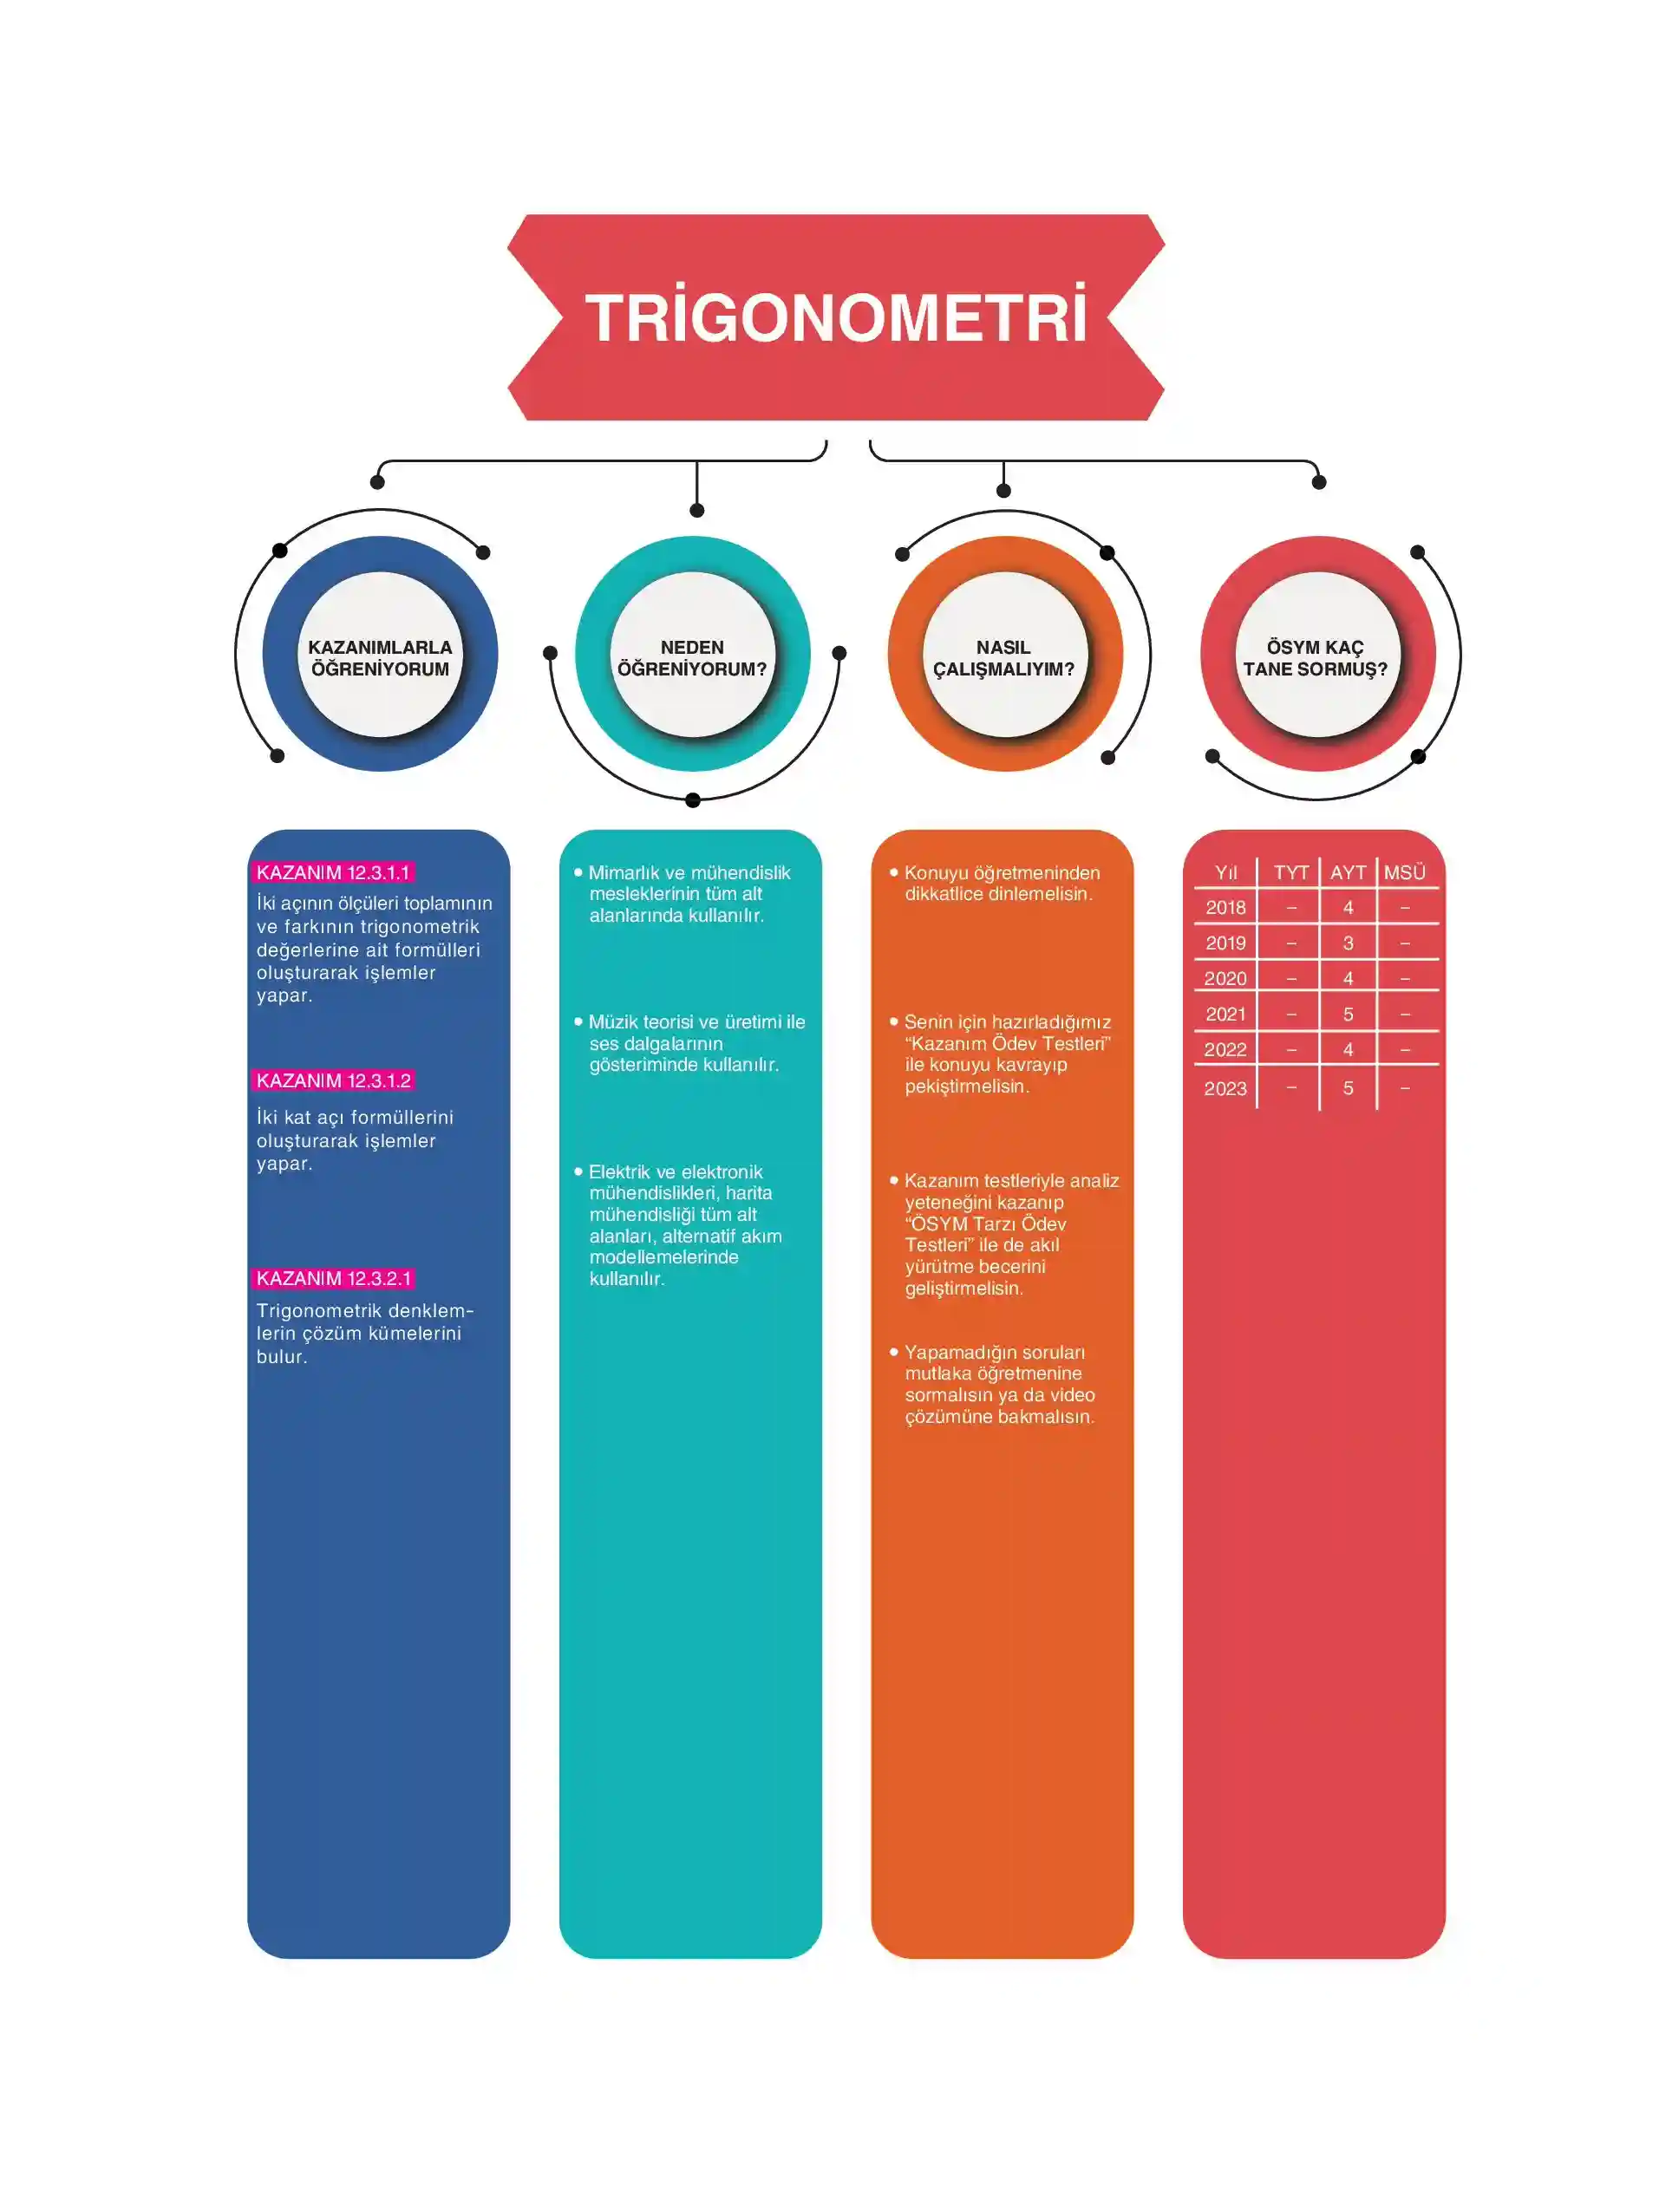 TRİGONOMETRİ
KAZANIMLARLA
ÖĞRENİYORUM
NEDEN
ÖĞRENİYORUM?
NASIL
ÇALIŞMALIYIM?
ÖSYM KAÇ
TANE SORMUŞ?
KAZANIM 12.3.1.1
İki açının ölçüleri toplamının
ve farkının trigonometrik
değerlerine ait formülleri
oluşturarak işlemler
yapar.
KAZANIM 12.3.1.2
İki kat açı formüllerini
oluşturarak işlemler
yapar.
KAZANIM 12.3.2.1
Trigonometrik denklem-
lerin çözüm kümelerini
bulur.
• Mimarlık ve mühendislik
mesleklerinin tüm alt
alanlarında kullanılır.
• Müzik teorisi ve üretimi ile
ses dalgalarının
gösteriminde kullanılır.
• Elektrik ve elektronik
mühendislikleri, harita
mühendisliği tüm alt
alanları, alternatif akım
modellemelerinde
kullanılır.
• Konuyu öğretmeninden
dikkatlice dinlemelisin.
• Senin için hazırladığımız
“Kazanım Ödev Testleri”
ile konuyu kavrayıp
pekiştirmelisin.
• Kazanım testleriyle analiz
yeteneğini kazanıp
“ÖSYM Tarzı Ödev
Testleri” ile de akıl
yürütme becerini
geliştirmelisin.
• Yapamadığın soruları
mutlaka öğretmenine
sormalısın ya da video
çözümüne bakmalısın.
Yıl TYT AYT MSÜ
2018 – 4 –
2019 – 3 –
2020 – 4 –
2021 – 5 –
2022 – 4 –
2023 – 5 –